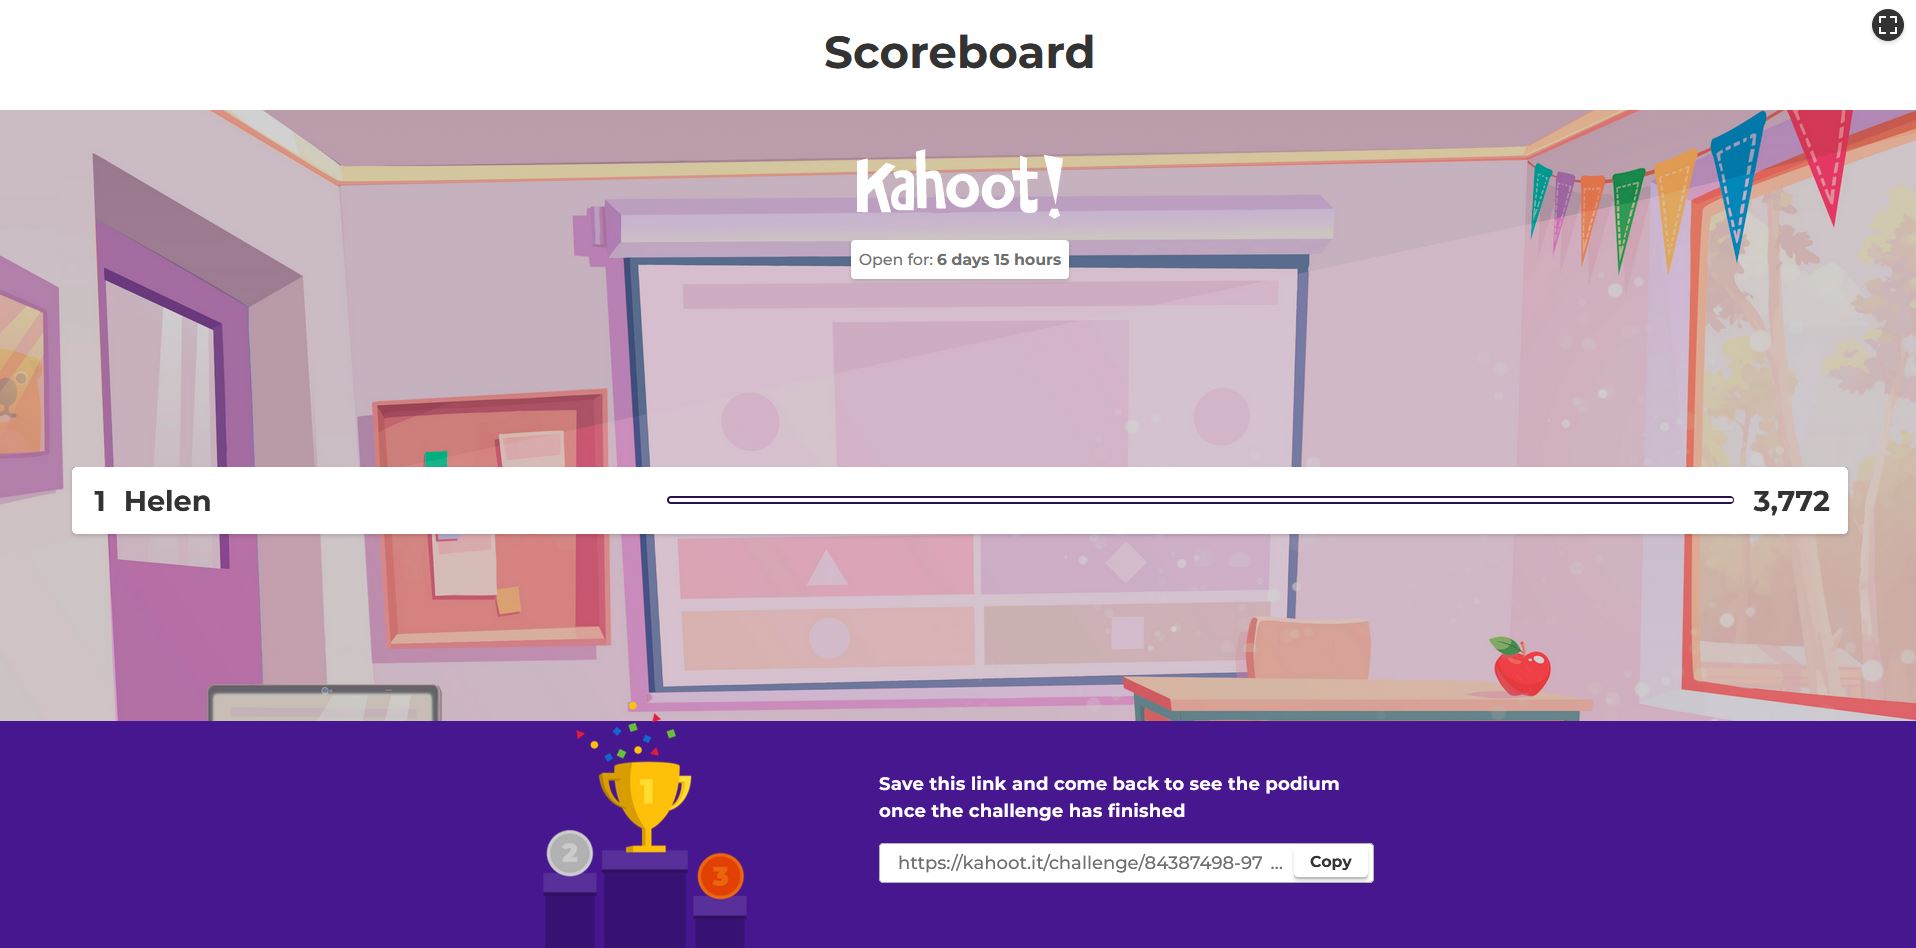 Scoreboard
Kahoot!
Open for: 6 days 15 hours
1 Helen 3,772
1
2
3
Save this link and come back to see the podium
once the challenge has finished
https://kahoot.it/challenge/84387498-97 ... Copy